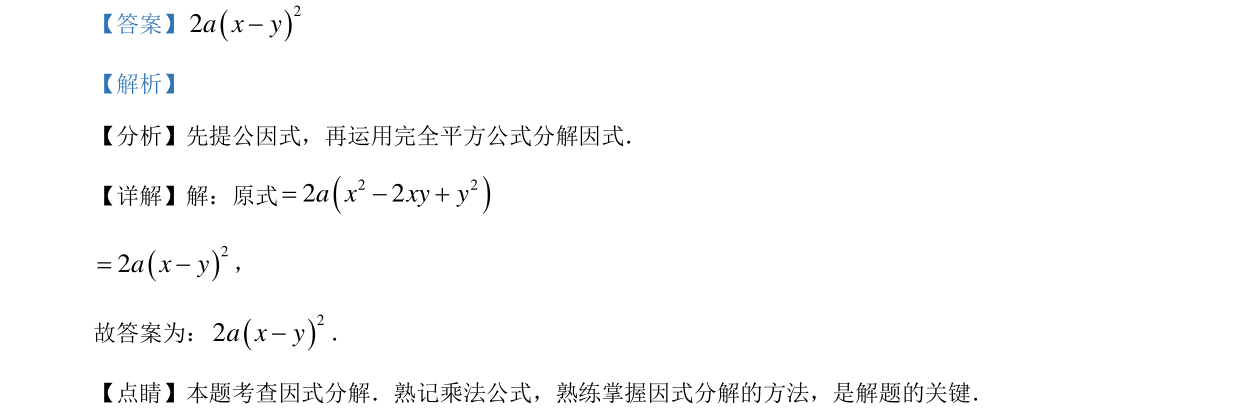 【答案】2a(x−y)²
【解析】
【分析】先提公因式，再运用完全平方公式分解因式．
【详解】解：原式=2a(x²−2xy+y²)
=2a(x−y)²，
故答案为：2a(x−y)²．
【点睛】本题考查因式分解．熟记乘法公式，熟练掌握因式分解的方法，是解题的关键．